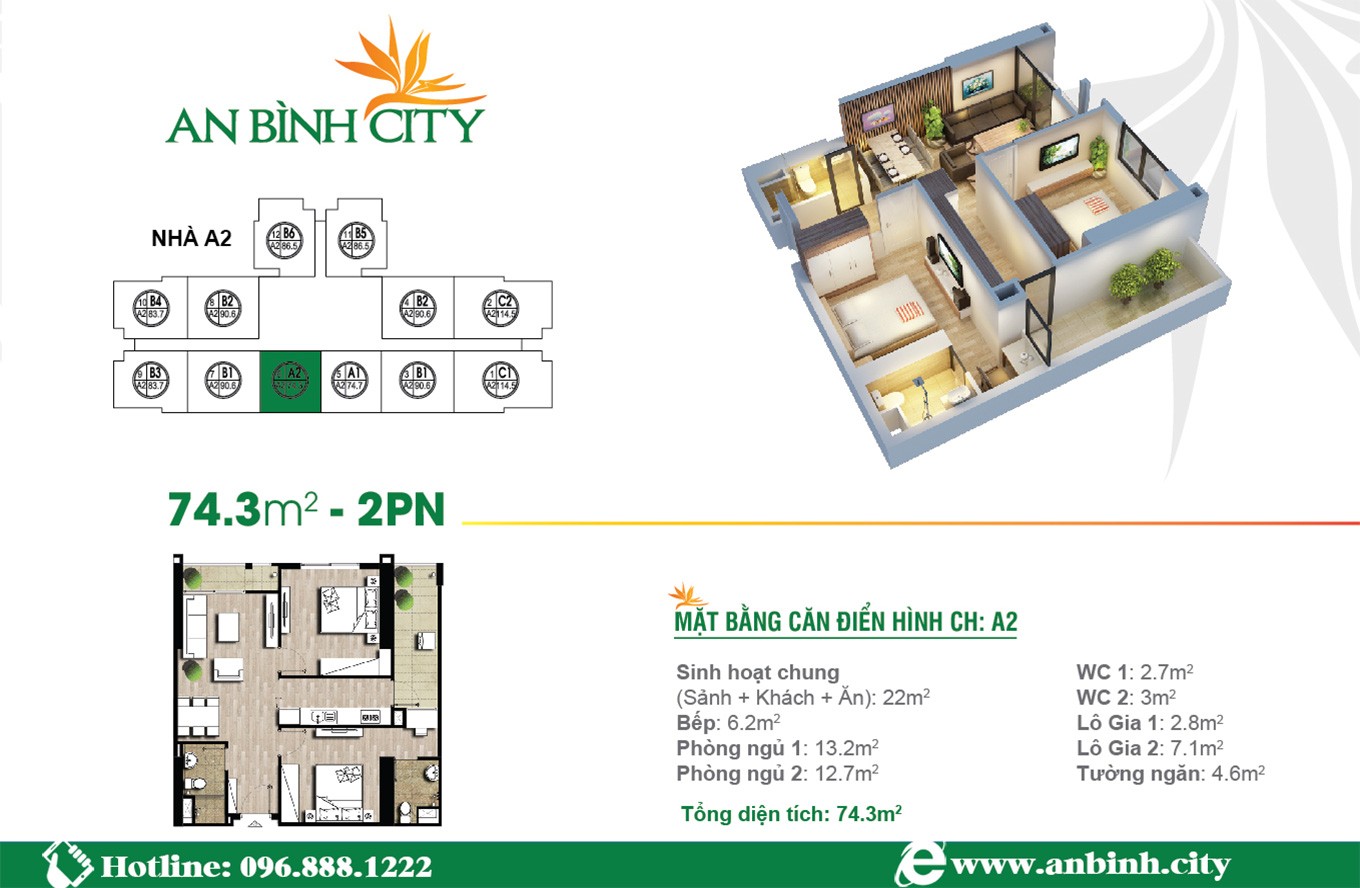 AN BÌNH CITY
NHÀ A2
12 B6
A2 86.5
11 B5
A2 86.5
10 B4
A2 83.7
8 B2
A2 90.6
4 B2
A2 90.6
2 C2
A2 114.5
9 B3
A2 83.7
7 B1
A2 90.6
A2
5 A1
A2 74.7
3 B1
A2 90.6
1 C1
A2 114.5
74.3m² - 2PN
MẶT BẰNG CĂN ĐIỂN HÌNH CH: A2
Sinh hoạt chung
(Sảnh + Khách + Ăn): 22m²
Bếp: 6.2m²
Phòng ngủ 1: 13.2m²
Phòng ngủ 2: 12.7m²
WC 1: 2.7m²
WC 2: 3m²
Lô Gia 1: 2.8m²
Lô Gia 2: 7.1m²
Tường ngăn: 4.6m²
Tổng diện tích: 74.3m²
Hotline: 096.888.1222
www.anbinh.city